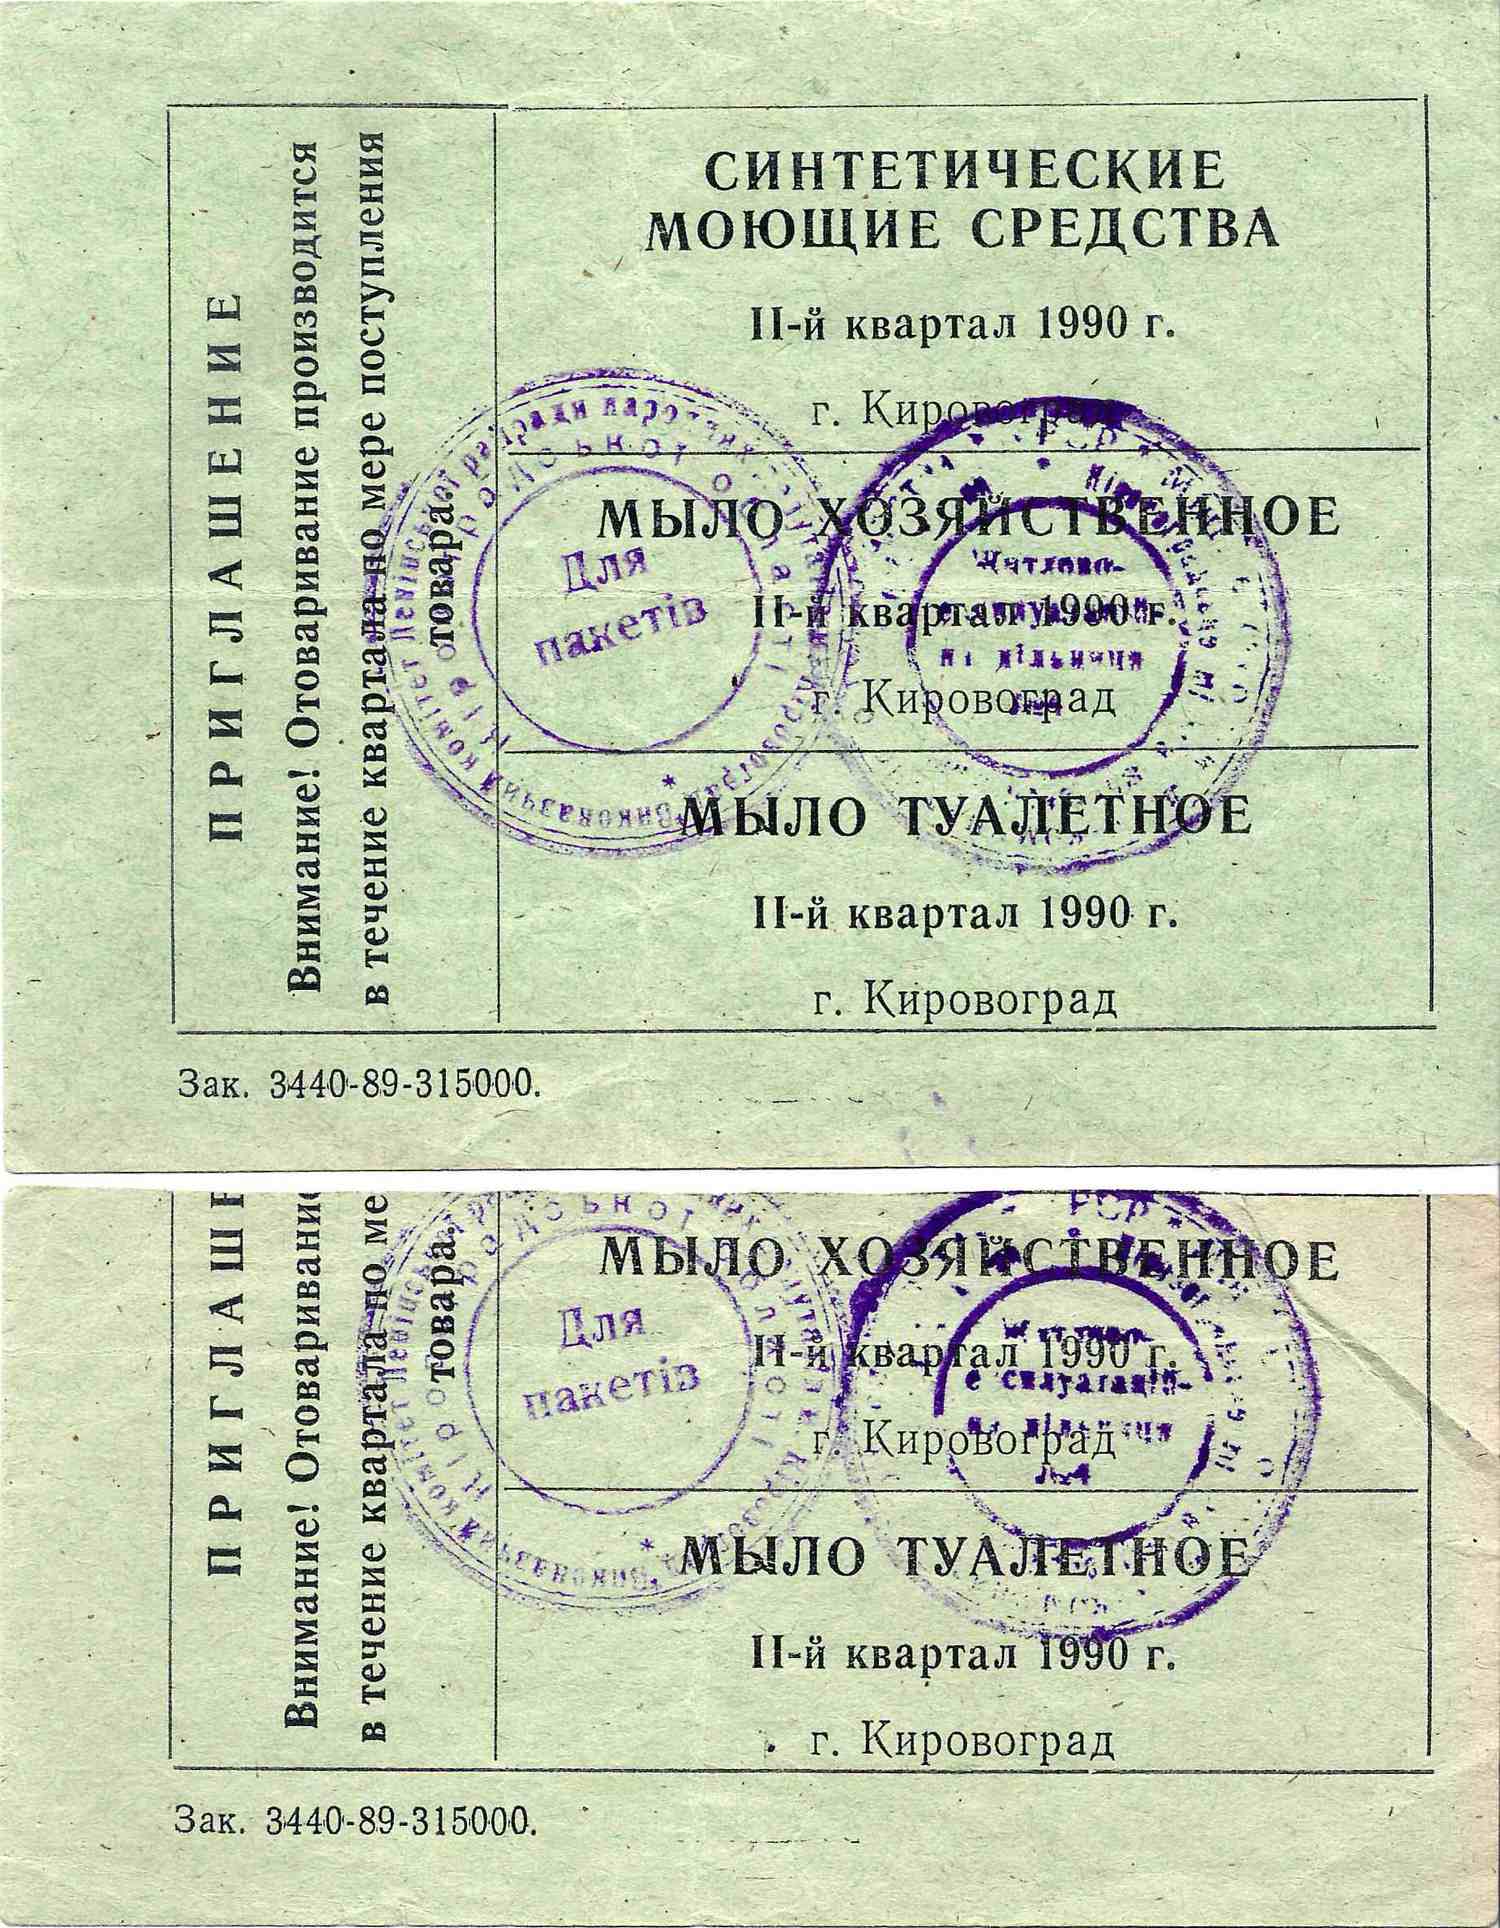 ПРИГЛАШЕНИЕ
Внимание! Отоваривание производится
в течение квартала по мере поступления
товара.
СИНТЕТИЧЕСКИЕ
МОЮЩИЕ СРЕДСТВА
II-й квартал 1990 г.
г. Кировоград
МЫЛО ХОЗЯЙСТВЕННОЕ
II-й квартал 1990 г.
г. Кировоград
МЫЛО ТУАЛЕТНОЕ
II-й квартал 1990 г.
г. Кировоград
Для
пакетів
Зак. 3440-89-315000.
ПРИГЛАШ
Внимание! Отоваривание
в течение квартала по ме
товара.
МЫЛО ХОЗЯЙСТВЕННОЕ
II-й квартал 1990 г.
г. Кировоград
МЫЛО ТУАЛЕТНОЕ
II-й квартал 1990 г.
г. Кировоград
Для
пакетів
№4
Зак. 3440-89-315000.